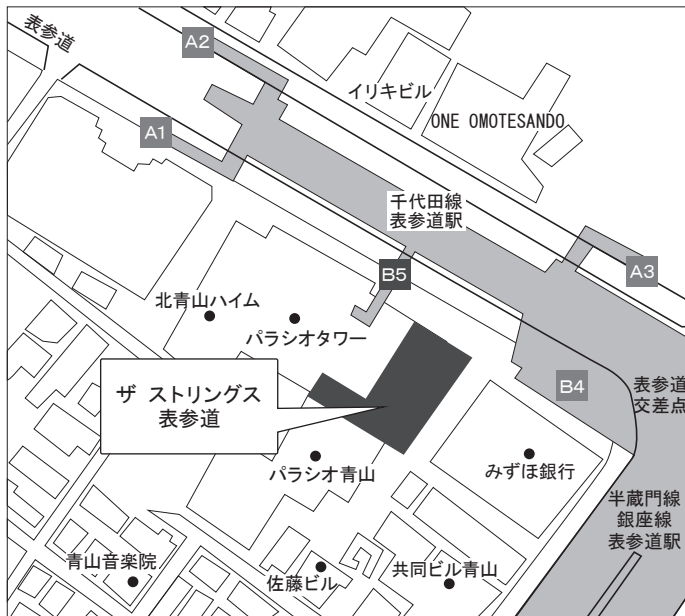 表参道
A2
イリキビル
ONE OMOTESANDO
A1
千代田線
表参道駅
A3
B5
北青山ハイム
パラシオタワー
ザ ストリングス
表参道
B4
表参道
交差点
パラシオ青山
みずほ銀行
半蔵門線
銀座線
表参道駅
青山音楽院
佐藤ビル
共同ビル青山